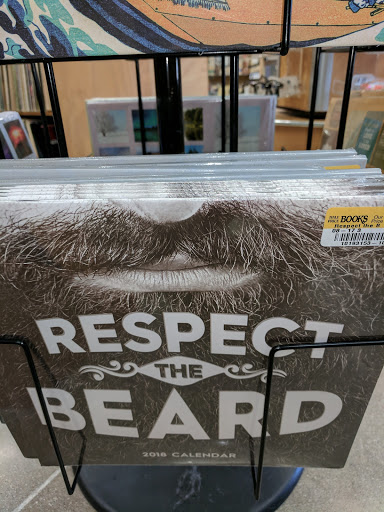 BOOKS
Respect the B
RESPECT
THE
BEARD
2018 CALENDAR